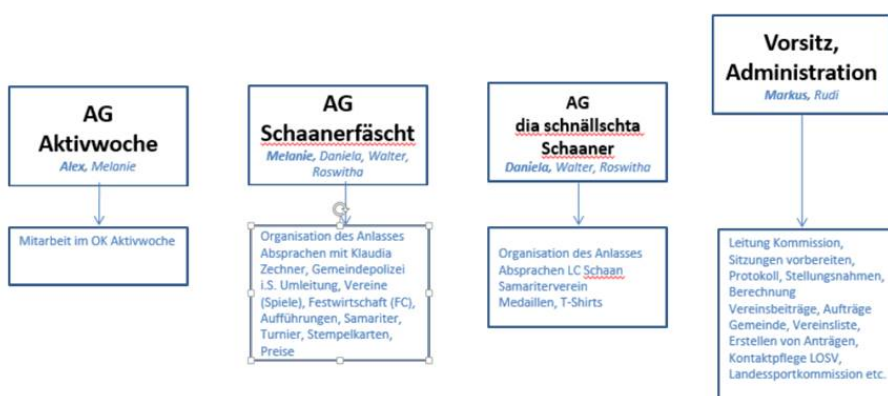 AG
Aktivwoche
Alex, Melanie
Mitarbeit im OK Aktivwoche
AG
Schaanerfäscht
Melanie, Daniela, Walter,
Roswitha
Organisation des Anlasses
Absprachen mit Klaudia
Zechner, Gemeindepolizei
i.S. Umleitung, Vereine
(Spiele), Festwirtschaft (FC),
Aufführungen, Samariter,
Turnier, Stempelkarten,
Preise
AG
dia schnällschta
Schaaner
Daniela, Walter, Roswitha
Organisation des Anlasses
Absprachen LC Schaan
Samariterverein
Medaillen, T-Shirts
Vorsitz,
Administration
Markus, Rudi
Leitung Kommission,
Sitzungen vorbereiten,
Protokoll, Stellungnahmen,
Berechnung
Vereinsbeiträge, Aufträge
Gemeinde, Vereinsliste,
Erstellen von Anträgen,
Kontaktpflege LOSV,
Landessportkommission etc.